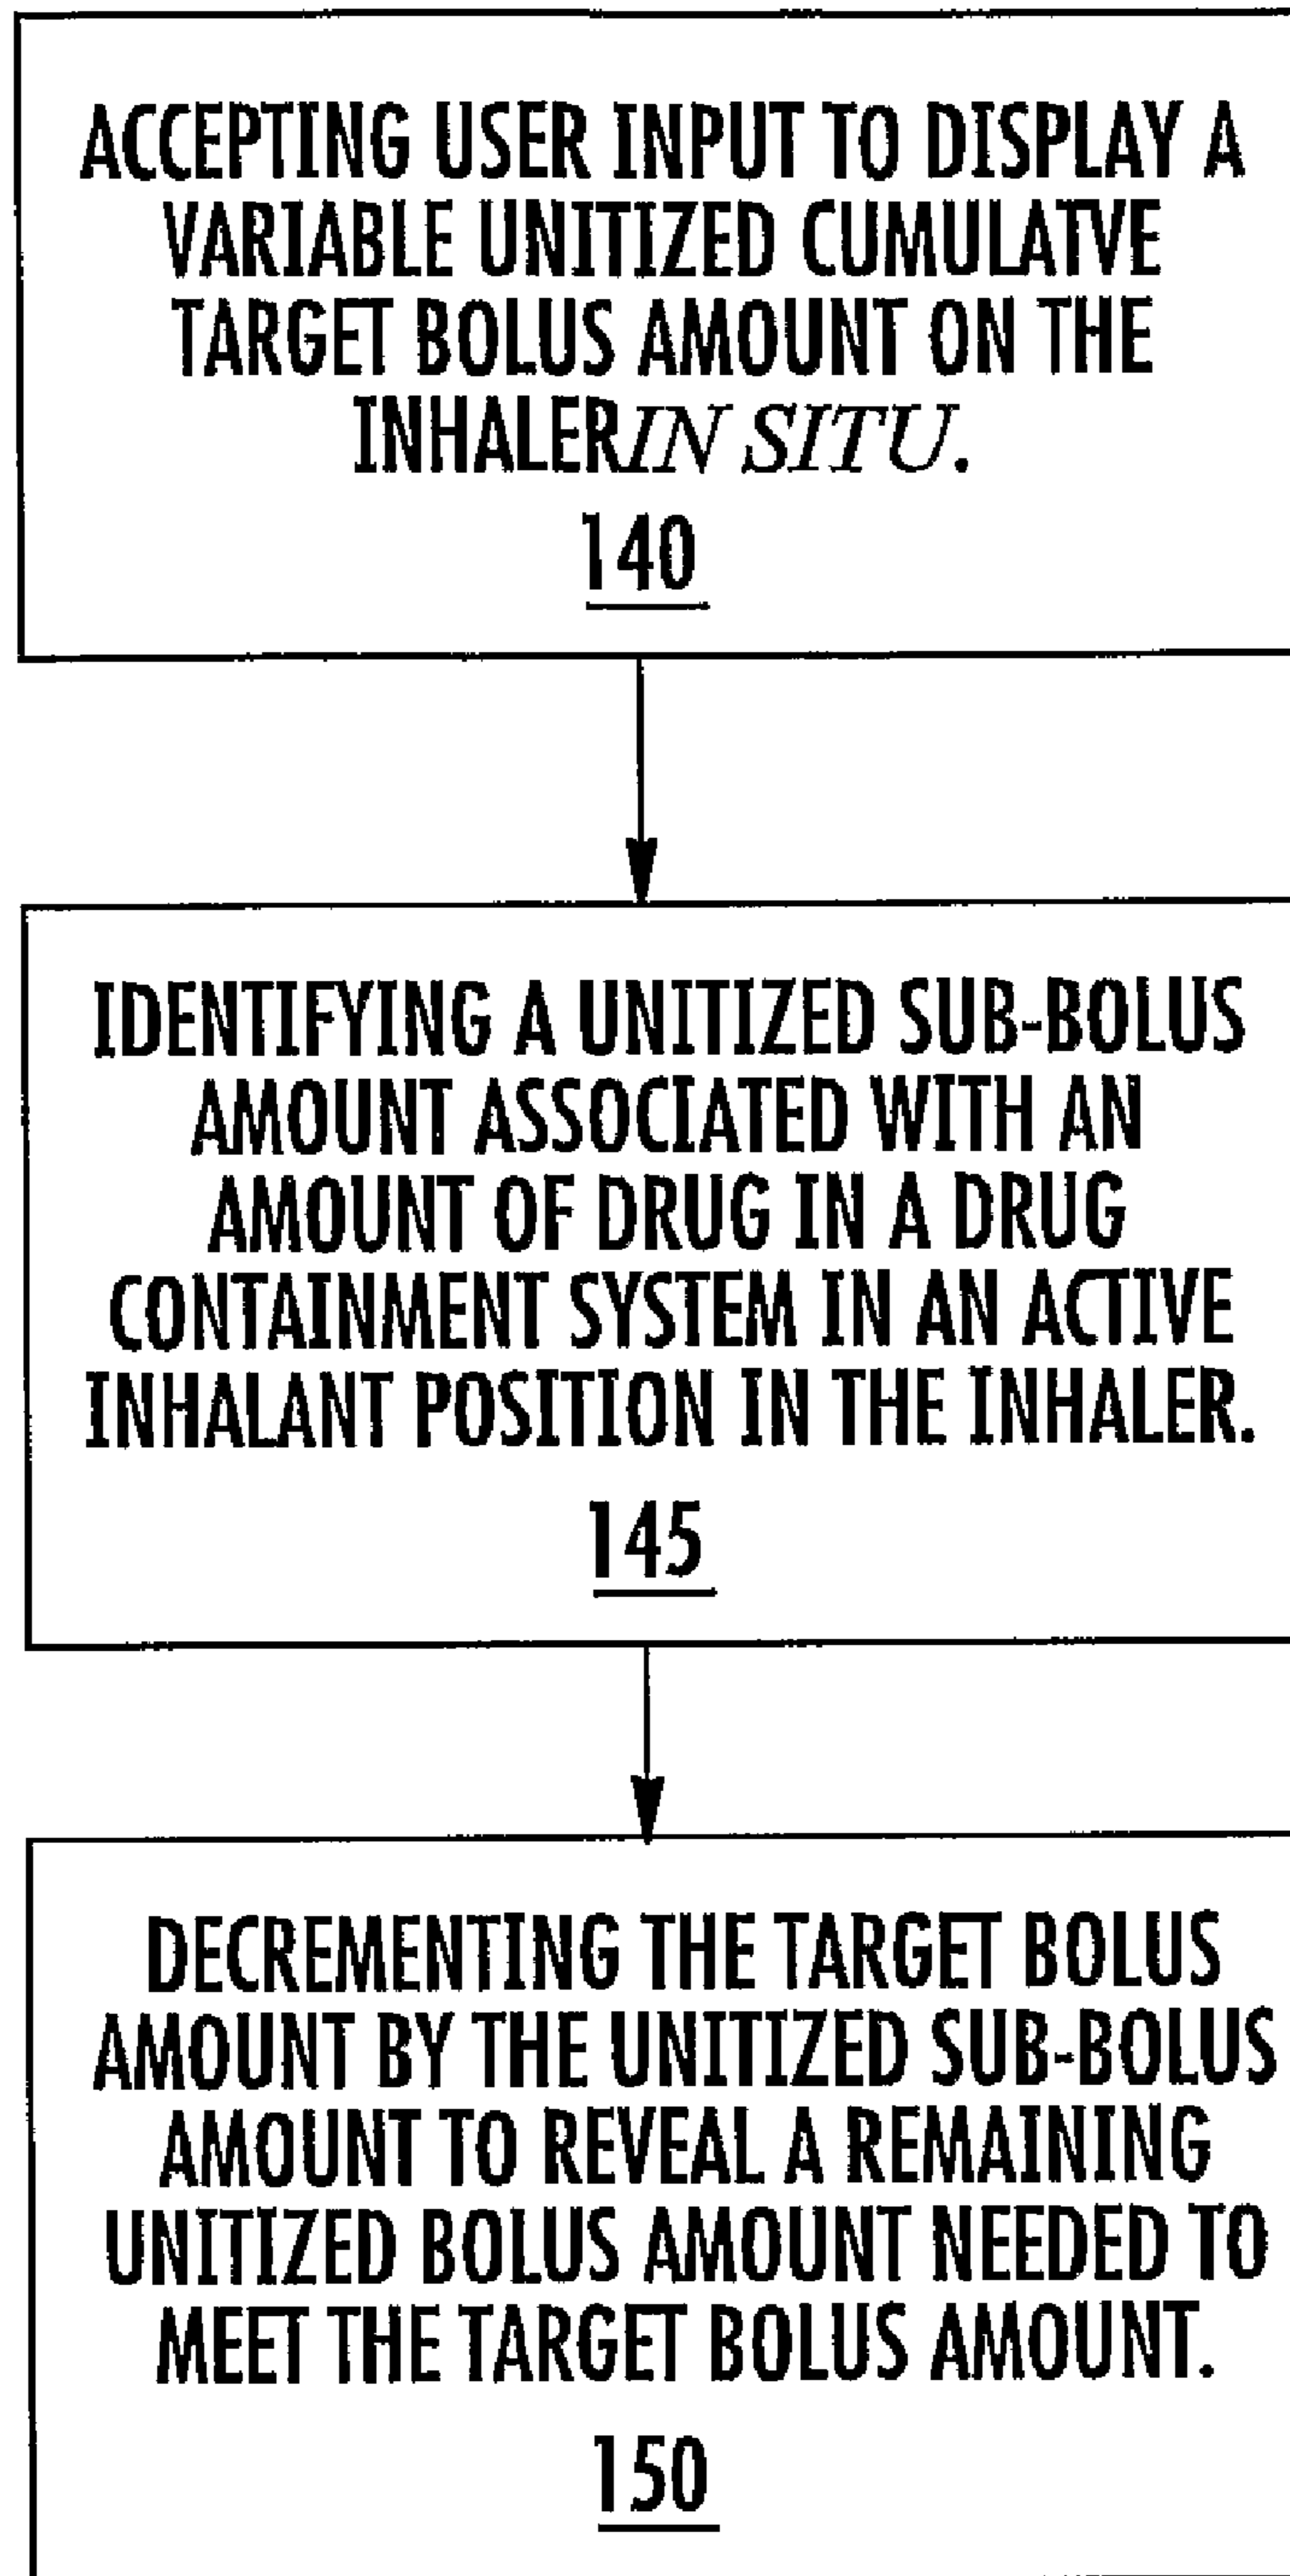 ACCEPTING USER INPUT TO DISPLAY A
VARIABLE UNITIZED CUMULATVE
TARGET BOLUS AMOUNT ON THE
INHALER IN SITU.
140
IDENTIFYING A UNITIZED SUB-BOLUS
AMOUNT ASSOCIATED WITH AN
AMOUNT OF DRUG IN A DRUG
CONTAINMENT SYSTEM IN AN ACTIVE
INHALANT POSITION IN THE INHALER.
145
DECREMENTING THE TARGET BOLUS
AMOUNT BY THE UNITIZED SUB-BOLUS
AMOUNT TO REVEAL A REMAINING
UNITIZED BOLUS AMOUNT NEEDED TO
MEET THE TARGET BOLUS AMOUNT.
150